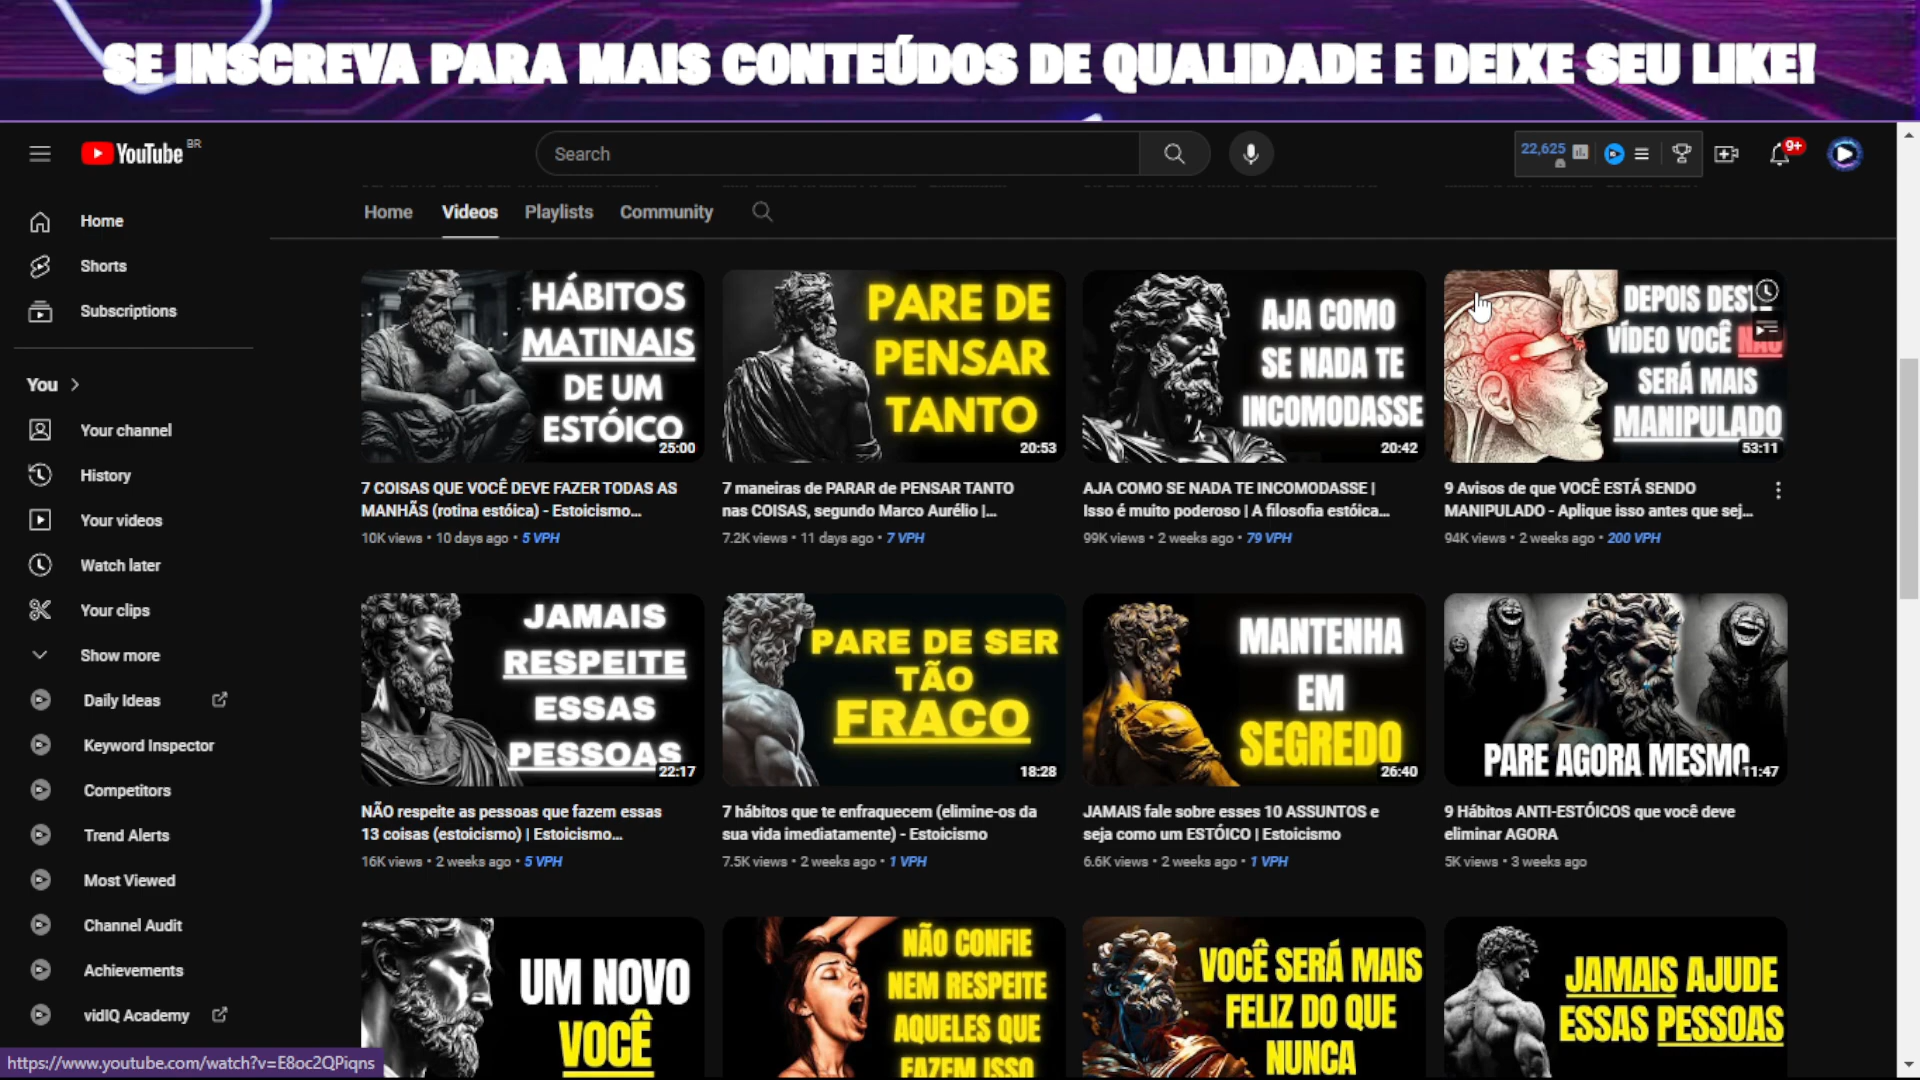 SE INSCREVA PARA MAIS CONTEÚDOS DE QUALIDADE E DEIXE SEU LIKE!
YouTube BR
Search
22,625
9+
Home
Videos
Playlists
Community
Home
Shorts
Subscriptions
You
Your channel
History
Your videos
Watch later
Your clips
Show more
Daily Ideas
Keyword Inspector
Competitors
Trend Alerts
Most Viewed
Channel Audit
Achievements
vidIQ Academy
HÁBITOS
MATINAIS
DE UM
ESTÓICO
25:00
7 COISAS QUE VOCÊ DEVE FAZER TODAS AS
MANHÃS (rotina estóica) - Estoicismo...
10K views • 10 days ago • 5 VPH
PARE DE
PENSAR
TANTO
20:53
7 maneiras de PARAR de PENSAR TANTO
nas COISAS, segundo Marco Aurélio |...
7.2K views • 11 days ago • 7 VPH
AJA COMO
SE NADA TE
INCOMODASSE
20:42
AJA COMO SE NADA TE INCOMODASSE |
Isso é muito poderoso | A filosofia estóica...
99K views • 2 weeks ago • 79 VPH
DEPOIS
VÍDEO VOCÊ NÃO
SERÁ MAIS
MANIPULADO
53:11
9 Avisos de que VOCÊ ESTÁ SENDO
MANIPULADO - Aplique isso antes que sej...
94K views • 2 weeks ago • 200 VPH
JAMAIS
RESPEITE
ESSAS
PESSOAS
22:17
NÃO respeite as pessoas que fazem essas
13 coisas (estoicismo) | Estoicismo...
16K views • 2 weeks ago • 5 VPH
PARE DE SER
TÃO
FRACO
18:28
7 hábitos que te enfraquecem (elimine-os da
sua vida imediatamente) - Estoicismo
7.5K views • 2 weeks ago • 1 VPH
MANTENHA
EM
SEGREDO
26:40
JAMAIS fale sobre esses 10 ASSUNTOS e
seja como um ESTÓICO | Estoicismo
6.6K views • 2 weeks ago • 1 VPH
PARE AGORA MESMO
11:47
9 Hábitos ANTI-ESTÓICOS que você deve
eliminar AGORA
5K views • 3 weeks ago
UM NOVO
VOCÊ
NÃO CONFIE
NEM RESPEITE
AQUELES QUE
FAZEM ISSO
VOCÊ SERÁ MAIS
FELIZ DO QUE
NUNCA
JAMAIS AJUDE
ESSAS PESSOAS
https://www.youtube.com/watch?v=E8oc2QPiqns